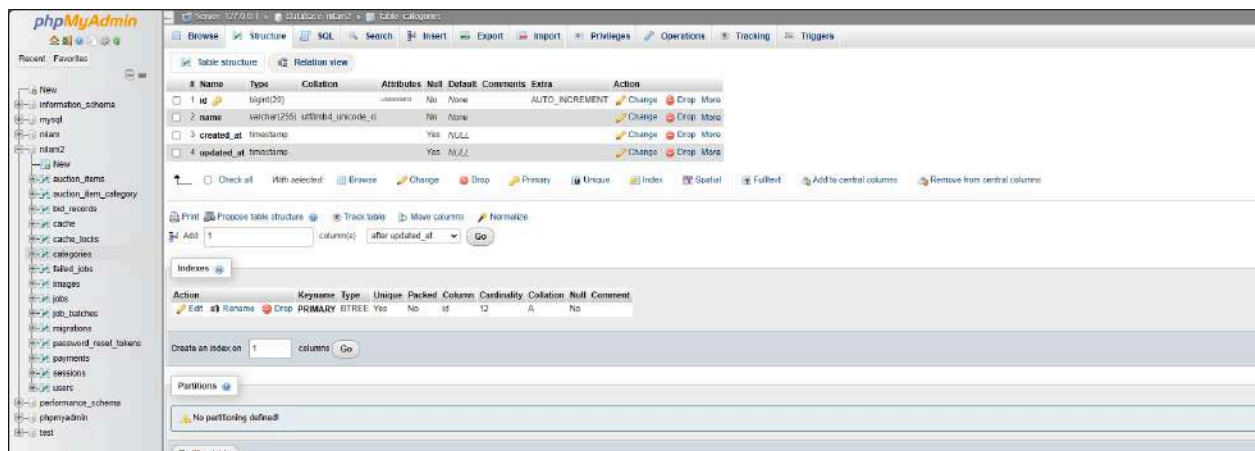 phpMyAdmin
Recent Favorites
New
information_schema
mysql
nilam
nilam2
New
auction_items
auction_item_category
bid_records
cache
cache_locks
categories
failed_jobs
images
jobs
job_batches
migrations
password_reset_tokens
payments
sessions
users
performance_schema
phpmyadmin
test
Server: 127.0.0.1 » Database: nilam2 » Table: categories
Browse Structure SQL Search Insert Export Import Privileges Operations Tracking Triggers
Table structure Relation view
# Name Type Collation Attributes Null Default Comments Extra Action
1 id bigint(20) UNSIGNED No None AUTO_INCREMENT Change Drop More
2 name varchar(255) utf8mb4_unicode_ci No None Change Drop More
3 created_at timestamp Yes NULL Change Drop More
4 updated_at timestamp Yes NULL Change Drop More
Check all With selected: Browse Change Drop Primary Unique Index Spatial Fulltext Add to central columns Remove from central columns
Print Propose table structure Track table Move columns Normalize
Add 1 column(s) after updated_at Go
Indexes
Action Keyname Type Unique Packed Column Cardinality Collation Null Comment
Edit Rename Drop PRIMARY BTREE Yes No id 12 A No
Create an index on 1 columns Go
Partitions
No partitioning defined!